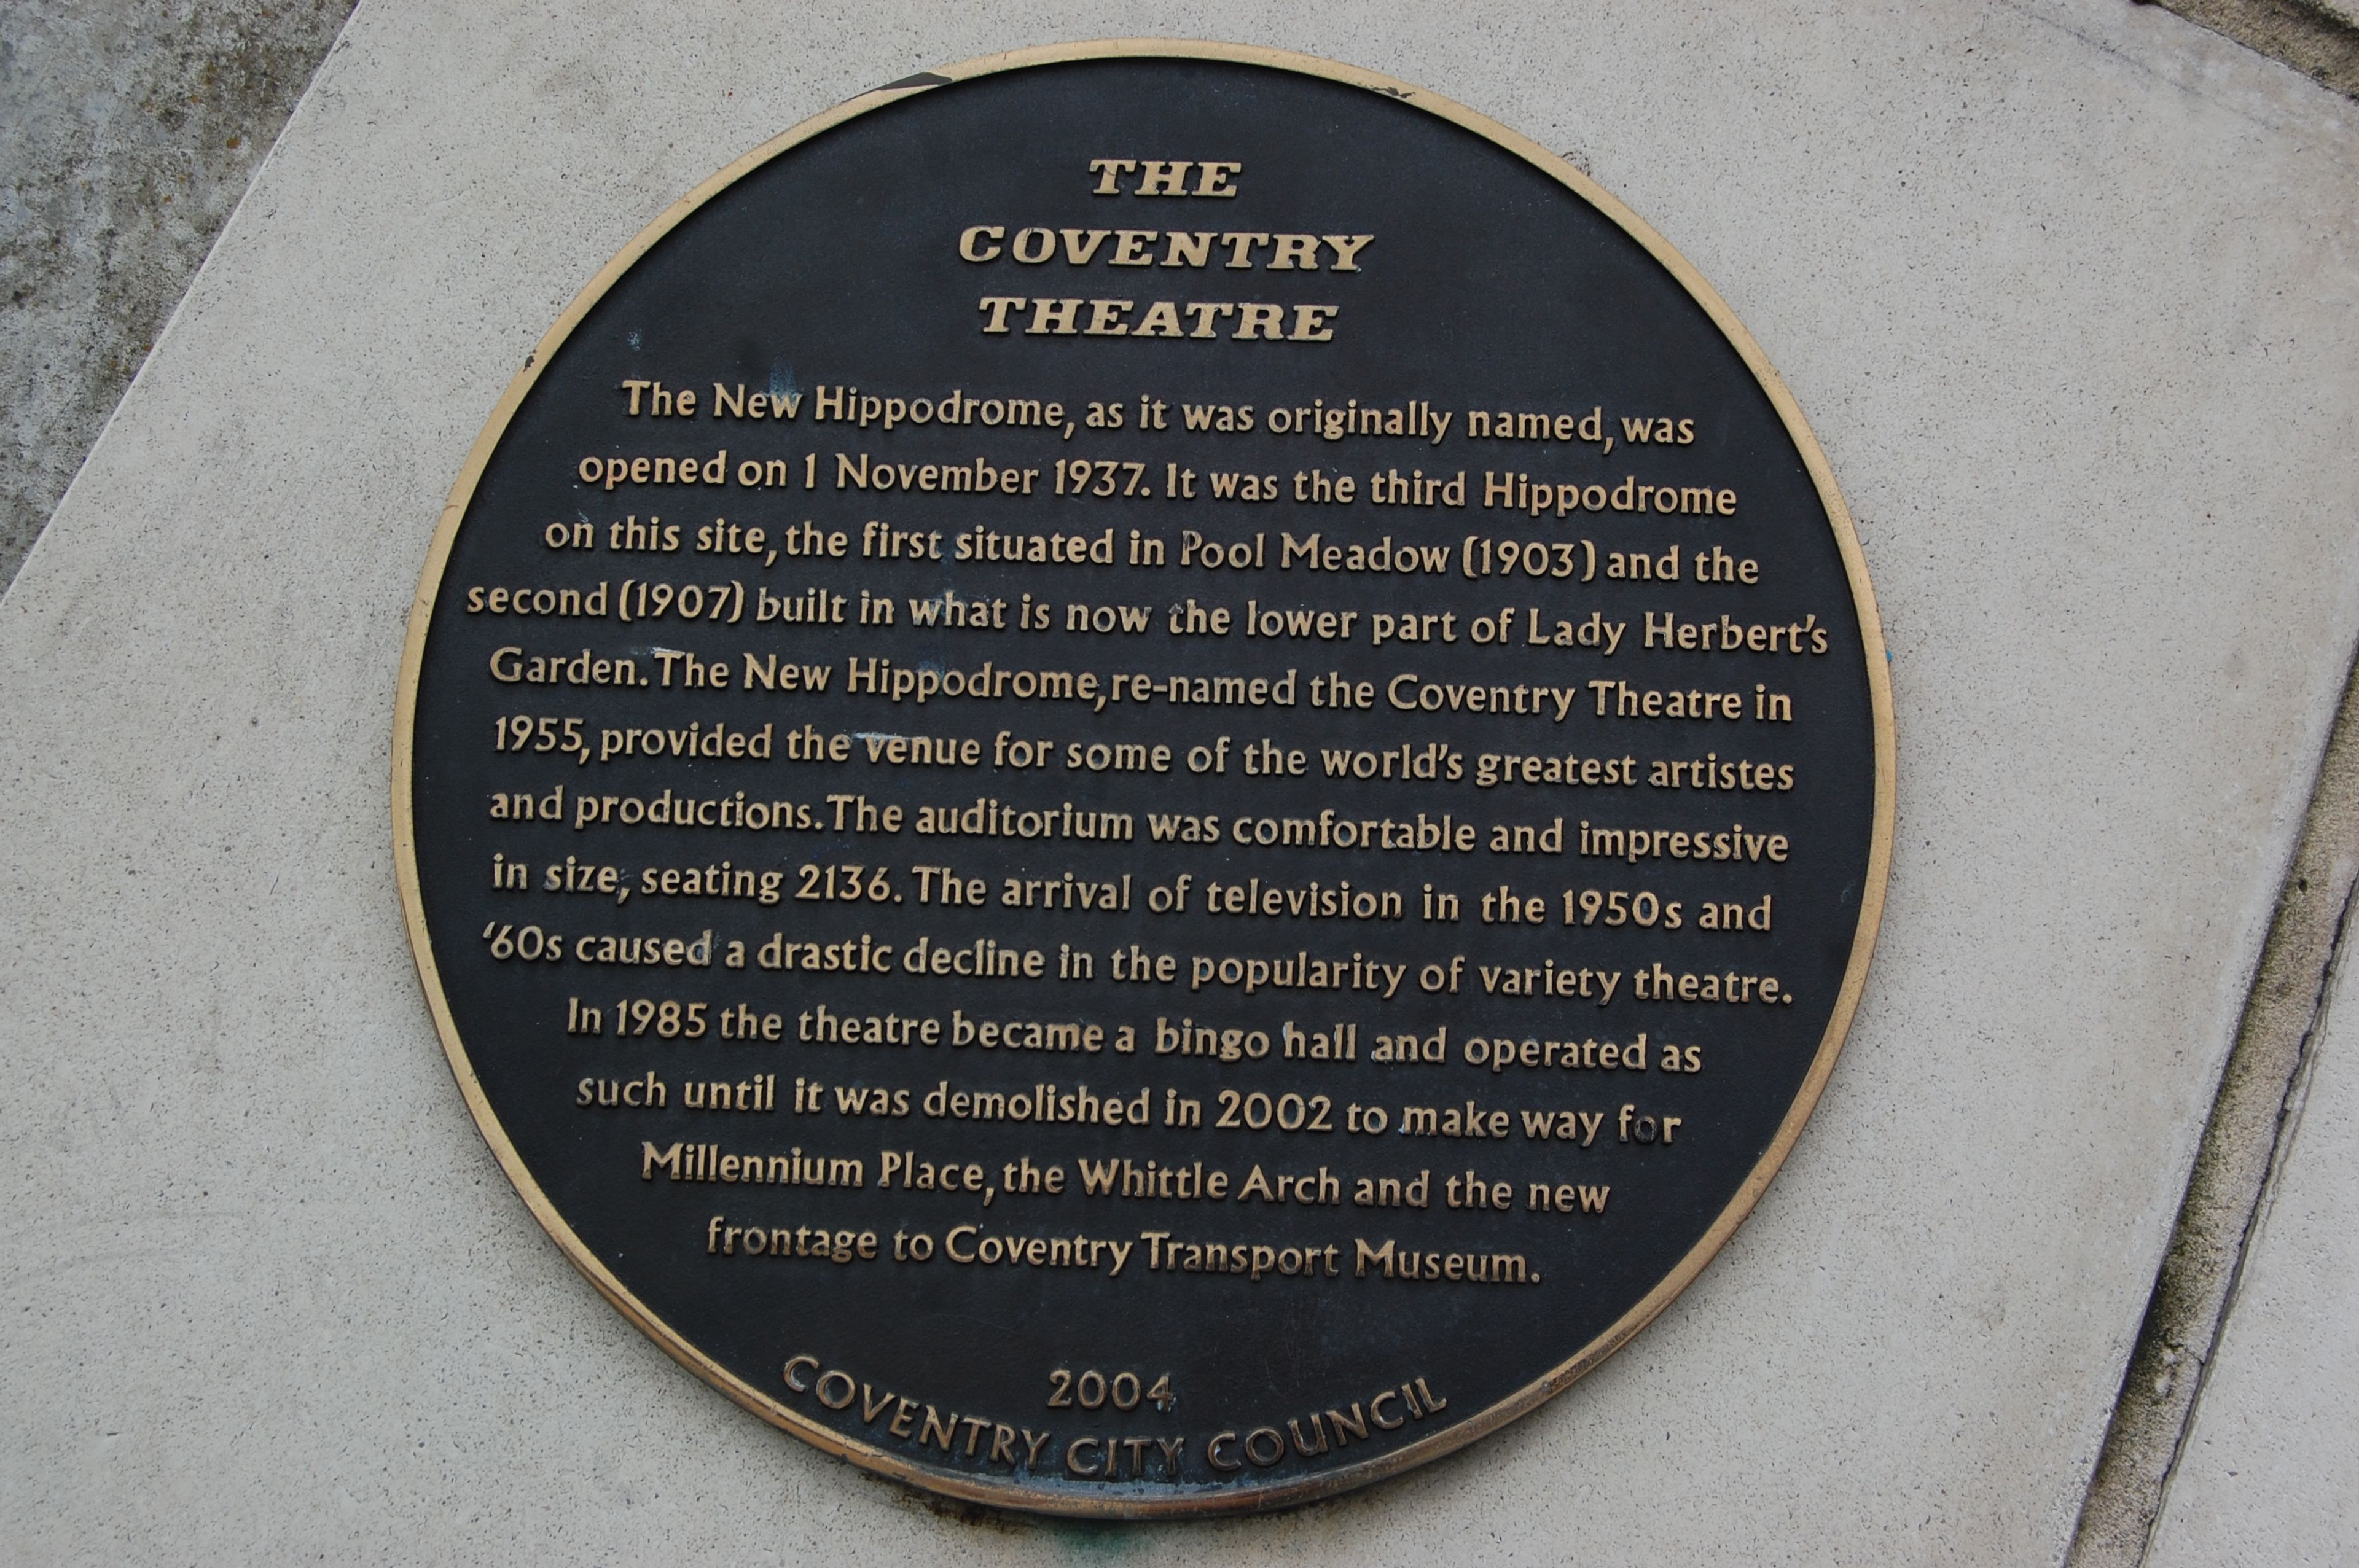 THE
COVENTRY
THEATRE
The New Hippodrome, as it was originally named, was
opened on 1 November 1937. It was the third Hippodrome
on this site, the first situated in Pool Meadow (1903) and the
second (1907) built in what is now the lower part of Lady Herbert's
Garden. The New Hippodrome, re-named the Coventry Theatre in
1955, provided the venue for some of the world's greatest artistes
and productions. The auditorium was comfortable and impressive
in size, seating 2136. The arrival of television in the 1950s and
'60s caused a drastic decline in the popularity of variety theatre.
In 1985 the theatre became a bingo hall and operated as
such until it was demolished in 2002 to make way for
Millennium Place, the Whittle Arch and the new
frontage to Coventry Transport Museum.
2004
COVENTRY CITY COUNCIL